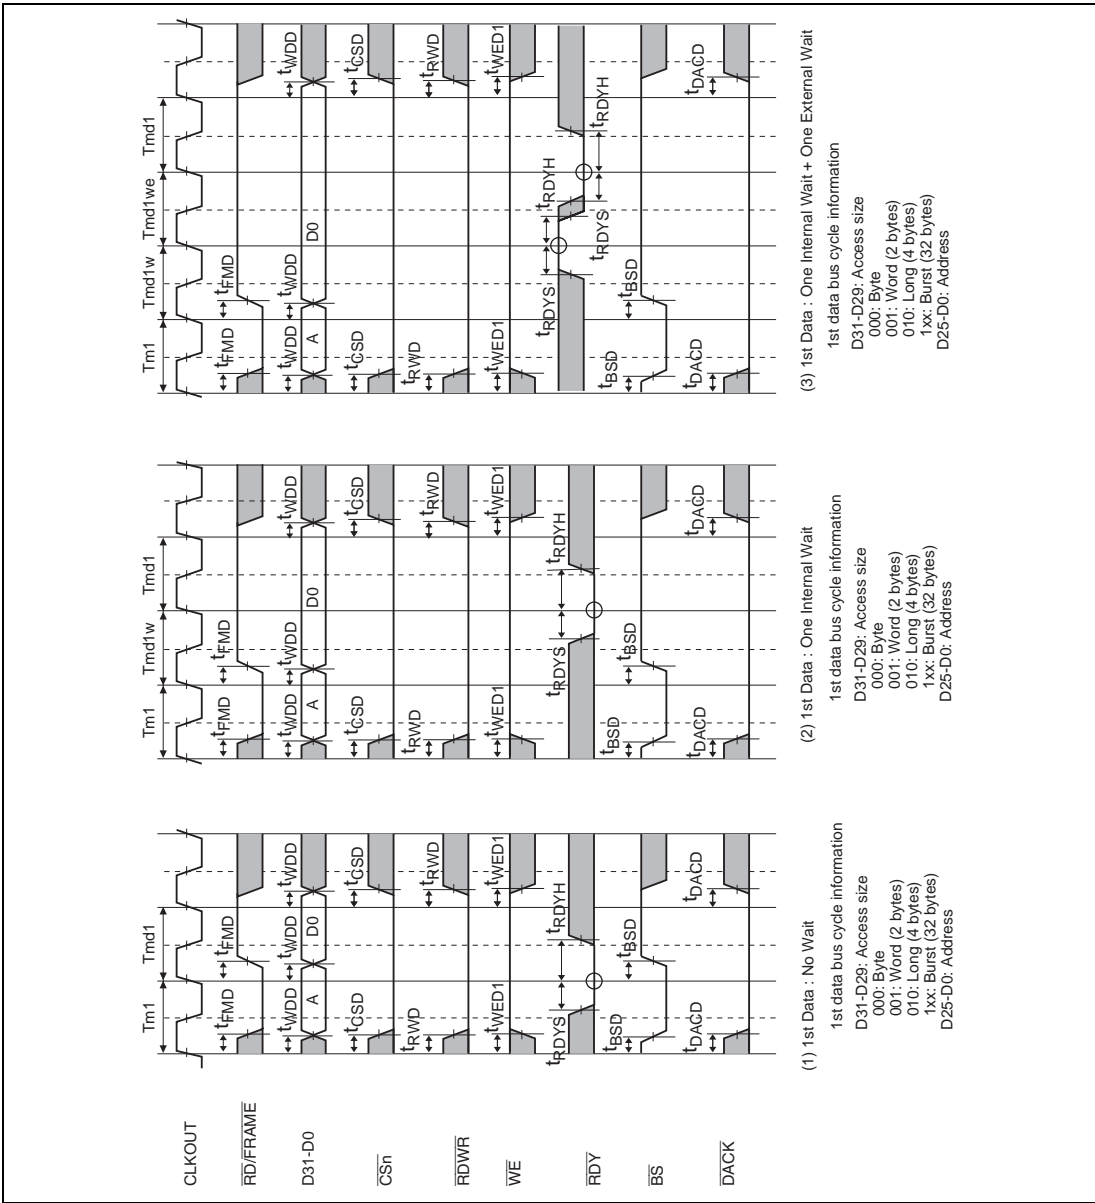 CLKOUT
RD/FRAME
D31-D0
CSn
RDWR
WE
RDY
BS
DACK
Tm1
Tmd1
tFMD
tFMD
tWDD
tWDD
tWDD
A
D0
tCSD
tCSD
tRWD
tRWD
tWED1
tWED1
tRDYS
tRDYH
tBSD
tBSD
tDACD
tDACD
(1) 1st Data : No Wait
1st data bus cycle information
D31-D29: Access size
000: Byte
001: Word (2 bytes)
010: Long (4 bytes)
1xx: Burst (32 bytes)
D25-D0: Address
Tm1
Tmd1w
Tmd1
tFMD
tFMD
tWDD
tWDD
tWDD
A
D0
tCSD
tCSD
tRWD
tRWD
tWED1
tWED1
tRDYS
tRDYH
tBSD
tBSD
tDACD
tDACD
(2) 1st Data : One Internal Wait
1st data bus cycle information
D31-D29: Access size
000: Byte
001: Word (2 bytes)
010: Long (4 bytes)
1xx: Burst (32 bytes)
D25-D0: Address
Tm1
Tmd1w
Tmd1we
Tmd1
tFMD
tFMD
tWDD
tWDD
tWDD
A
D0
tCSD
tCSD
tRWD
tRWD
tWED1
tWED1
tRDYS
tRDYH
tRDYS
tRDYH
tBSD
tBSD
tDACD
tDACD
(3) 1st Data : One Internal Wait + One External Wait
1st data bus cycle information
D31-D29: Access size
000: Byte
001: Word (2 bytes)
010: Long (4 bytes)
1xx: Burst (32 bytes)
D25-D0: Address